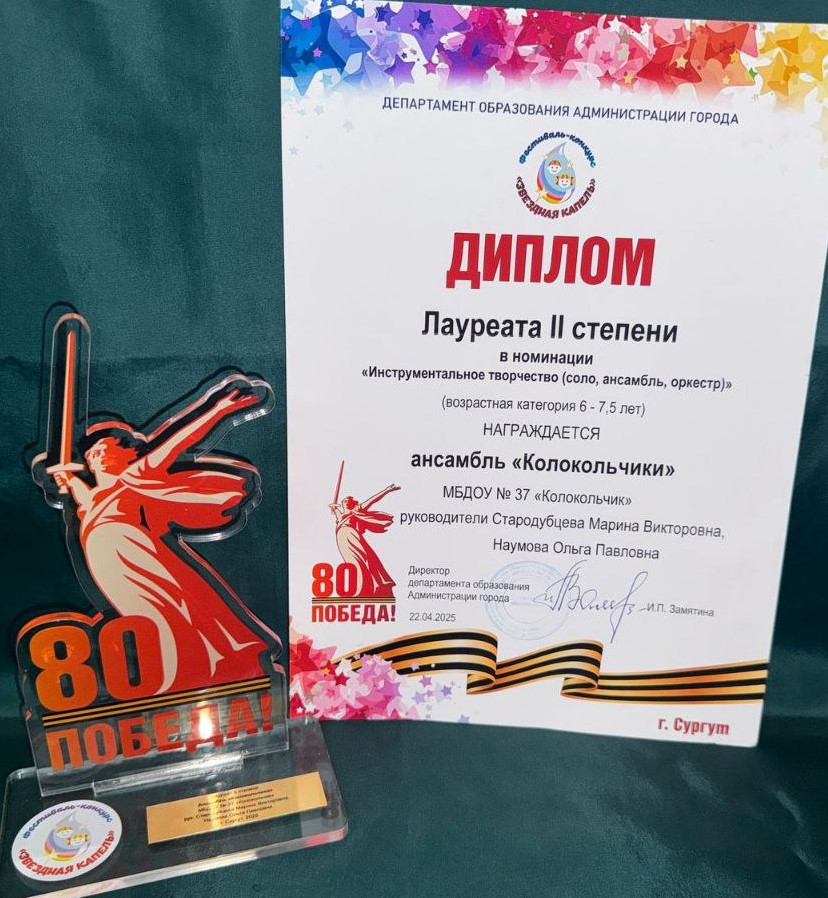 ДЕПАРТАМЕНТ ОБРАЗОВАНИЯ АДМИНИСТРАЦИИ ГОРОДА
Фестиваль-конкурс
«ЗВЕЗДНАЯ КАПЕЛЬ»
ДИПЛОМ
Лауреата II степени
в номинации
«Инструментальное творчество (соло, ансамбль, оркестр)»
(возрастная категория 6 - 7,5 лет)
НАГРАЖДАЕТСЯ
ансамбль «Колокольчики»
МБДОУ № 37 «Колокольчик»
руководители Стародубцева Марина Викторовна,
Наумова Ольга Павловна
Директор
департамента образования
Администрации города
И.П. Замятина
22.04.2025
80
ПОБЕДА!
г. Сургут
80
ПОБЕДА!
Фестиваль-конкурс
«ЗВЕЗДНАЯ КАПЕЛЬ»